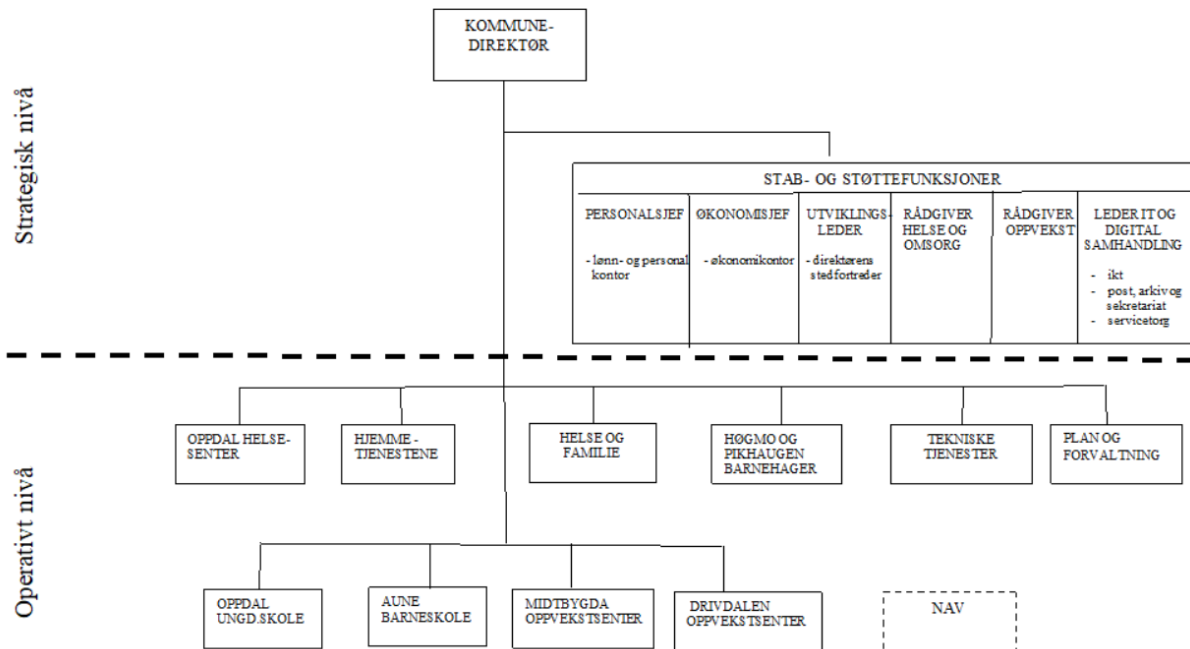 KOMMUNE-
DIREKTØR
Strategisk nivå
STAB- OG STØTTEFUNKSJONER
PERSONALSJEF
- lønn- og personal
kontor
ØKONOMISJEF
- økonomikontor
UTVIKLINGS-
LEDER
- direktørens
stedfortreder
RÅDGIVER
HELSE OG
OMSORG
RÅDGIVER
OPPVEKST
LEDER IT OG
DIGITAL
SAMHANDLING
- ikt
- post, arkiv og
sekretariat
- servicetorg
Operativt nivå
OPPDAL HELSE-
SENTER
HJEMME -
TJENESTENE
HELSE OG
FAMILIE
HØGMO OG
PIKHAUGEN
BARNEHAGER
TEKNISKE
TJENESTER
PLAN OG
FORVALTNING
OPPDAL
UNGD.SKOLE
AUNE
BARNESKOLE
MIDTBYGDA
OPPVEKSTSENTER
DRIVDALEN
OPPVEKSTSENTER
NAV